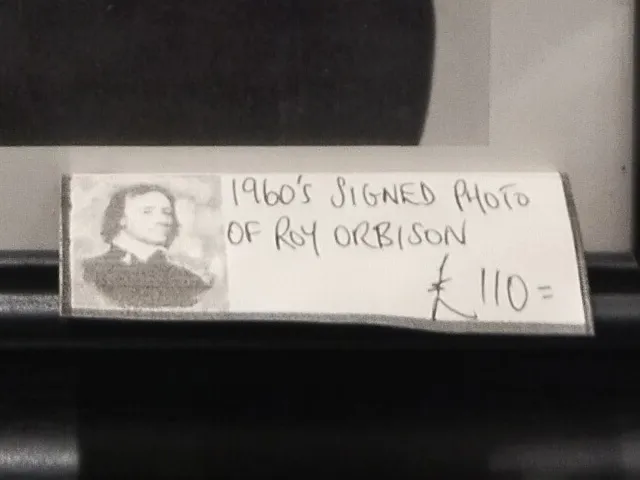 1960's SIGNED PHOTO
OF ROY ORBISON
£110=